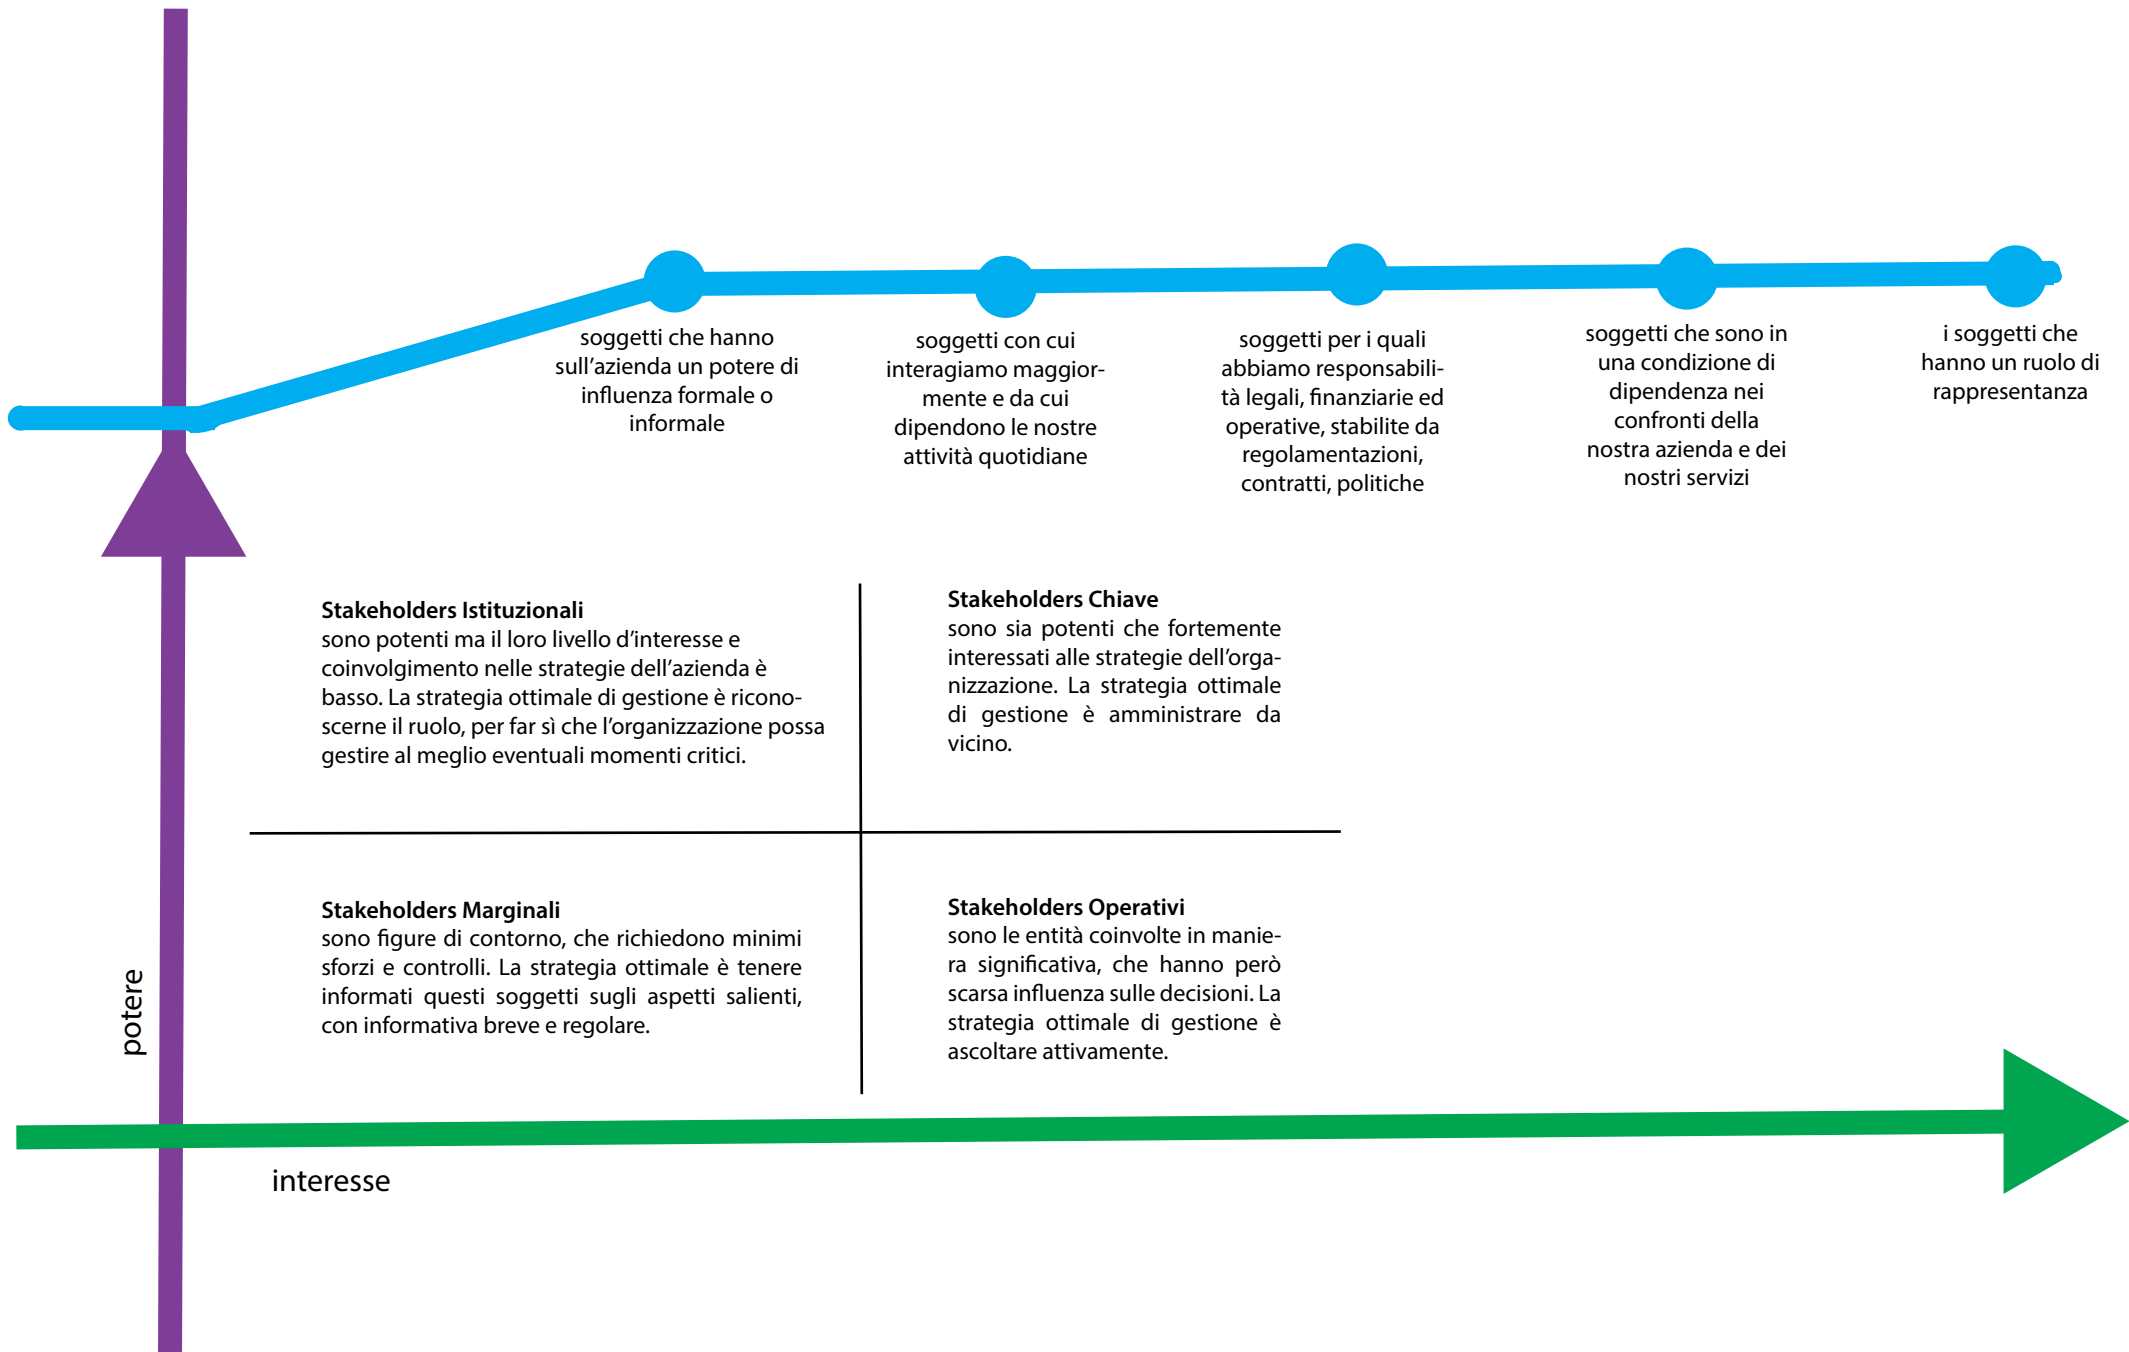 soggetti che hanno
sull’azienda un potere di
influenza formale o
informale
soggetti con cui
interagiamo maggior-
mente e da cui
dipendono le nostre
attività quotidiane
soggetti per i quali
abbiamo responsabili-
tà legali, finanziarie ed
operative, stabilite da
regolamentazioni,
contratti, politiche
soggetti che sono in
una condizione di
dipendenza nei
confronti della
nostra azienda e dei
nostri servizi
i soggetti che
hanno un ruolo di
rappresentanza
Stakeholders Istituzionali
sono potenti ma il loro livello d’interesse e
coinvolgimento nelle strategie dell’azienda è
basso. La strategia ottimale di gestione è ricono-
scerne il ruolo, per far sì che l’organizzazione possa
gestire al meglio eventuali momenti critici.
Stakeholders Chiave
sono sia potenti che fortemente
interessati alle strategie dell’orga-
nizzazione. La strategia ottimale
di gestione è amministrare da
vicino.
Stakeholders Marginali
sono figure di contorno, che richiedono minimi
sforzi e controlli. La strategia ottimale è tenere
informati questi soggetti sugli aspetti salienti,
con informativa breve e regolare.
Stakeholders Operativi
sono le entità coinvolte in manie-
ra significativa, che hanno però
scarsa influenza sulle decisioni. La
strategia ottimale di gestione è
ascoltare attivamente.
potere
interesse